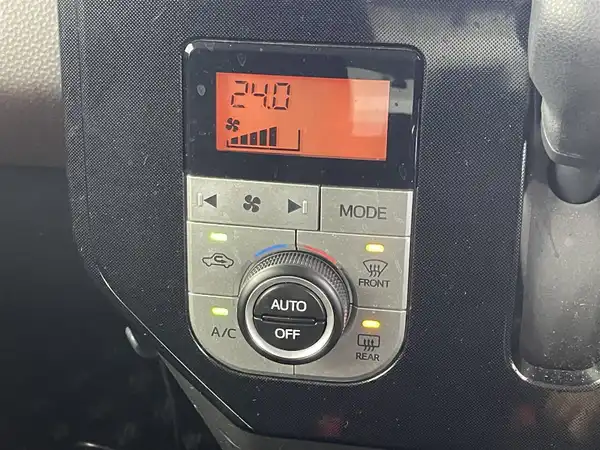 24.0
MODE
FRONT
AUTO
OFF
A/C
REAR